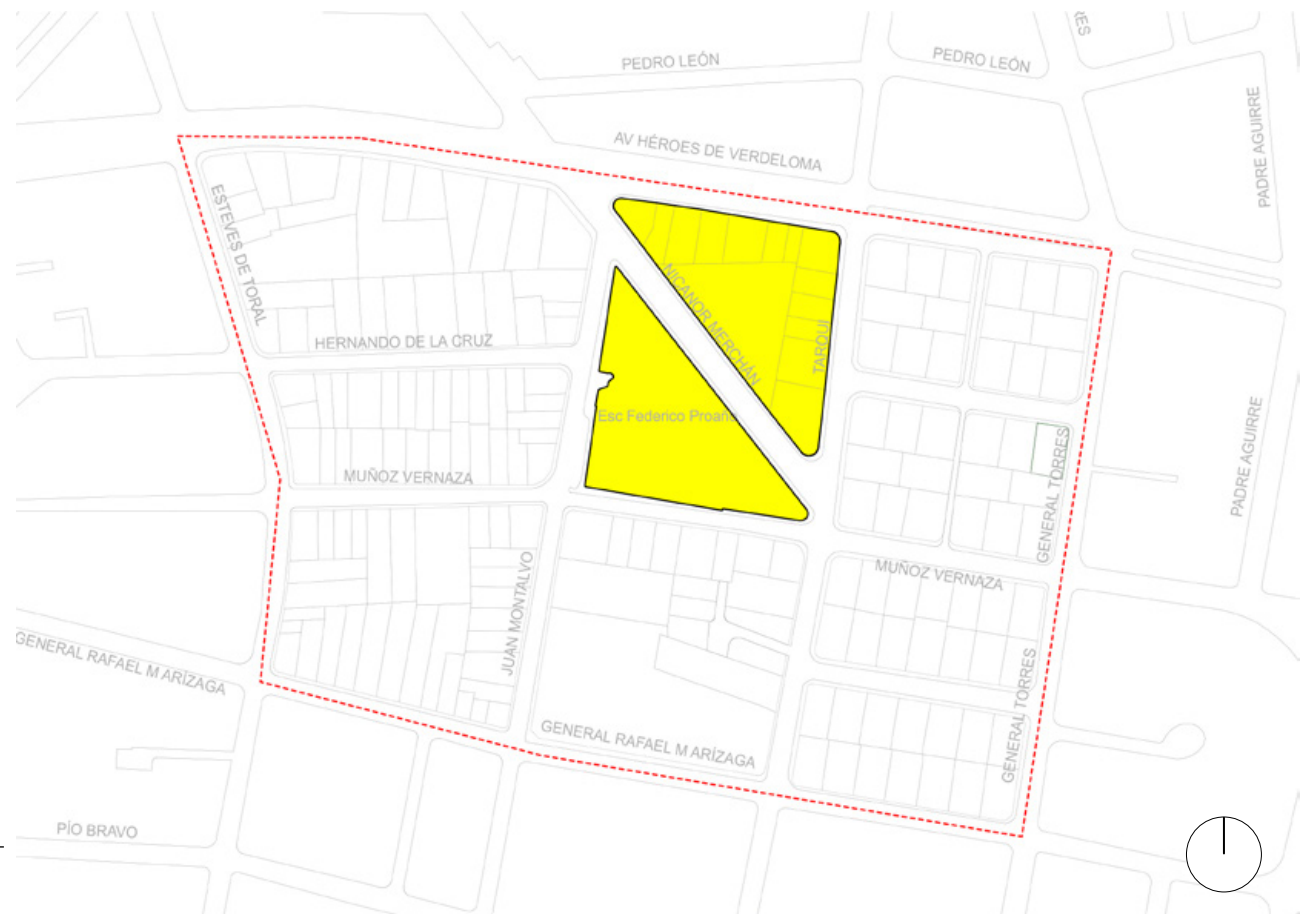 RES
PEDRO LEÓN
PEDRO LEÓN
PADRE AGUIRRE
AV HÉROES DE VERDELOMA
ESTEVES DE TORAL
NICANOR MERCHÁN
TARQUI
HERNANDO DE LA CRUZ
Esc Federico Proaño
PADRE AGUIRRE
GENERAL TORRES
MUÑOZ VERNAZA
MUÑOZ VERNAZA
JUAN MONTALVO
GENERAL RAFAEL M ARÍZAGA
GENERAL TORRES
GENERAL RAFAEL M ARÍZAGA
PÍO BRAVO